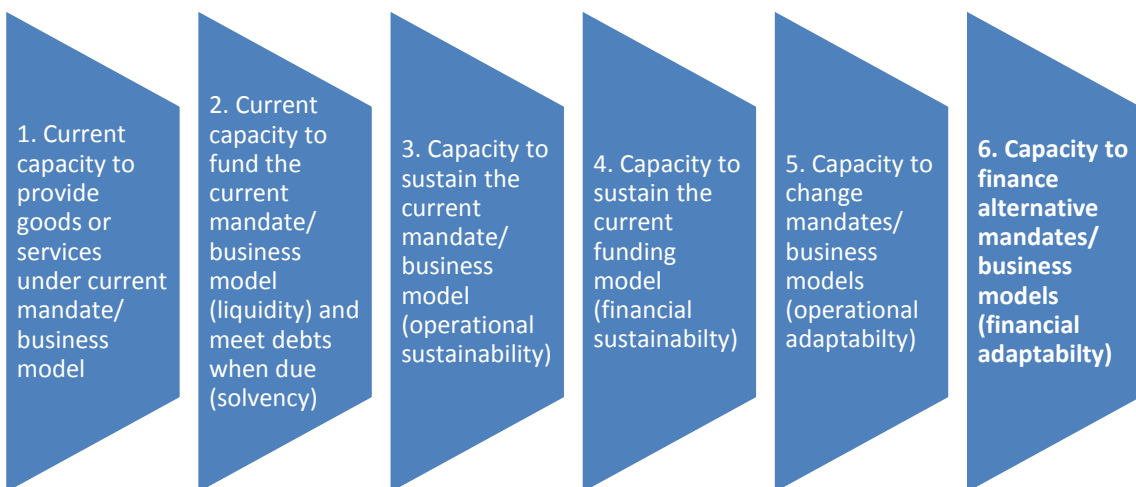 1. Current
capacity to
provide
goods or
services
under current
mandate/
business
model
2. Current
capacity to
fund the
current
mandate/
business
model
(liquidity) and
meet debts
when due
(solvency)
3. Capacity to
sustain the
current
mandate/
business
model
(operational
sustainability)
4. Capacity to
sustain the
current
funding
model
(financial
sustainabilty)
5. Capacity to
change
mandates/
business
models
(operational
adaptabilty)
6. Capacity to
finance
alternative
mandates/
business
models
(financial
adaptabilty)